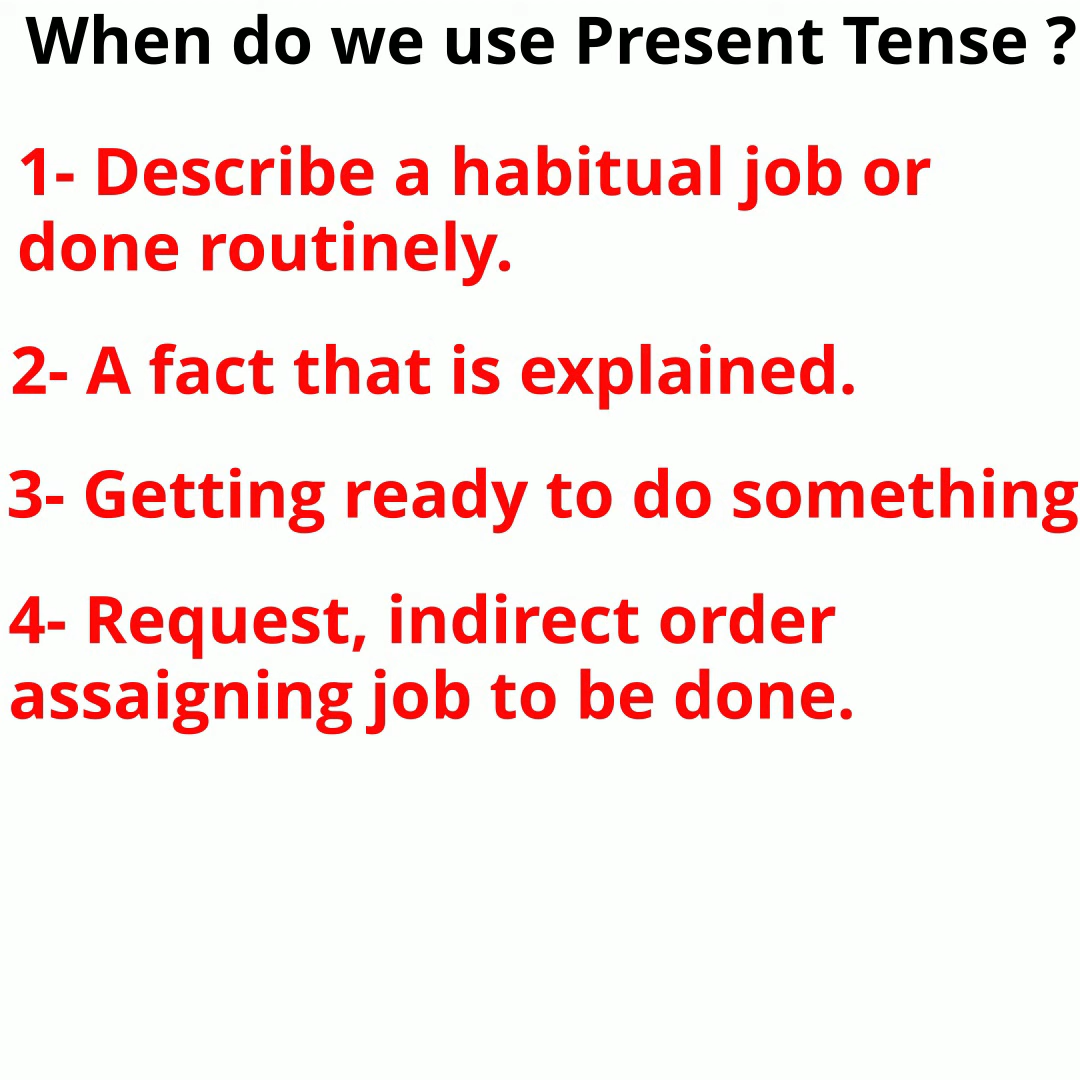 When do we use Present Tense ?
1- Describe a habitual job or
done routinely.
2- A fact that is explained.
3- Getting ready to do something
4- Request, indirect order
assaigning job to be done.